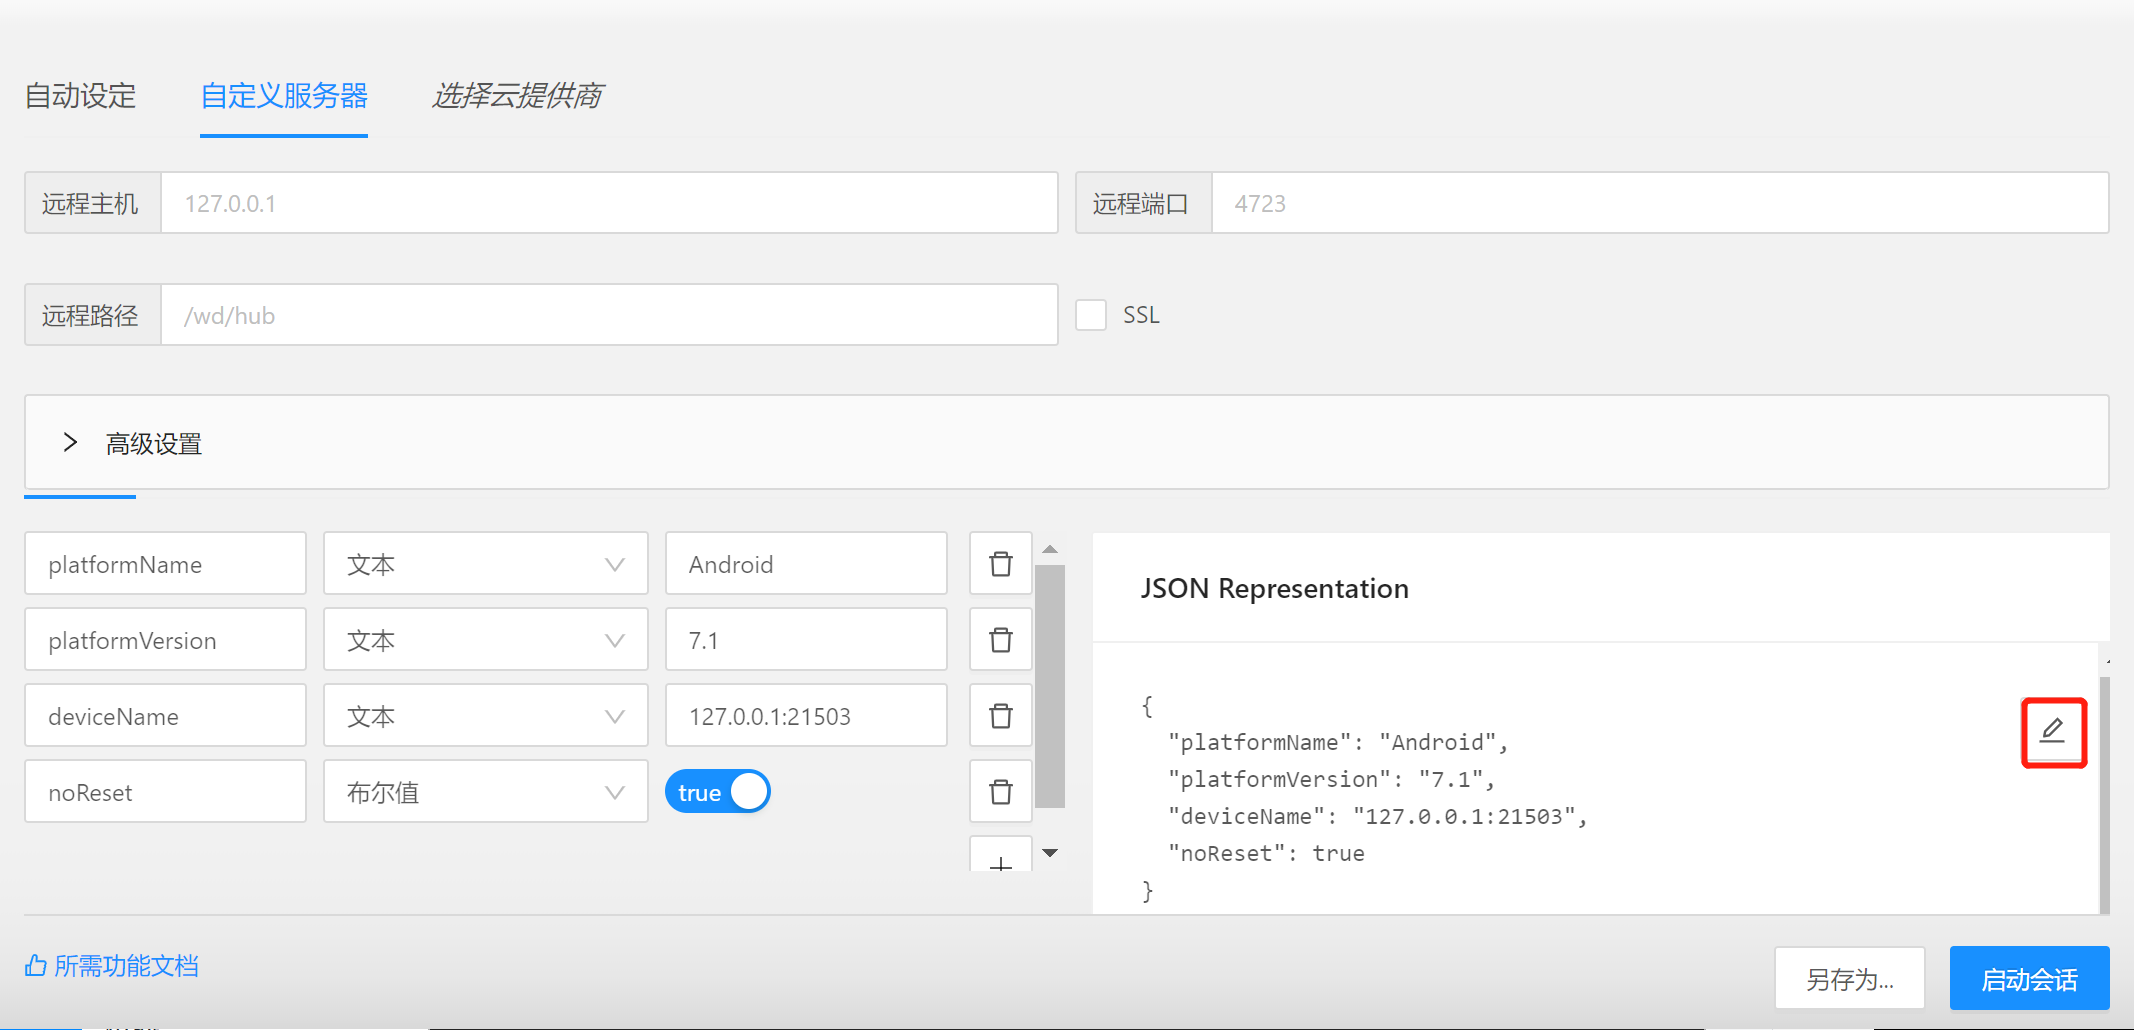 自动设定 自定义服务器 选择云提供商
远程主机 127.0.0.1 远程端口 4723
远程路径 /wd/hub SSL
高级设置
platformName 文本 Android
platformVersion 文本 7.1
deviceName 文本 127.0.0.1:21503
noReset 布尔值 true
JSON Representation
{
"platformName": "Android",
"platformVersion": "7.1",
"deviceName": "127.0.0.1:21503",
"noReset": true
}
所需功能文档
另存为...
启动会话